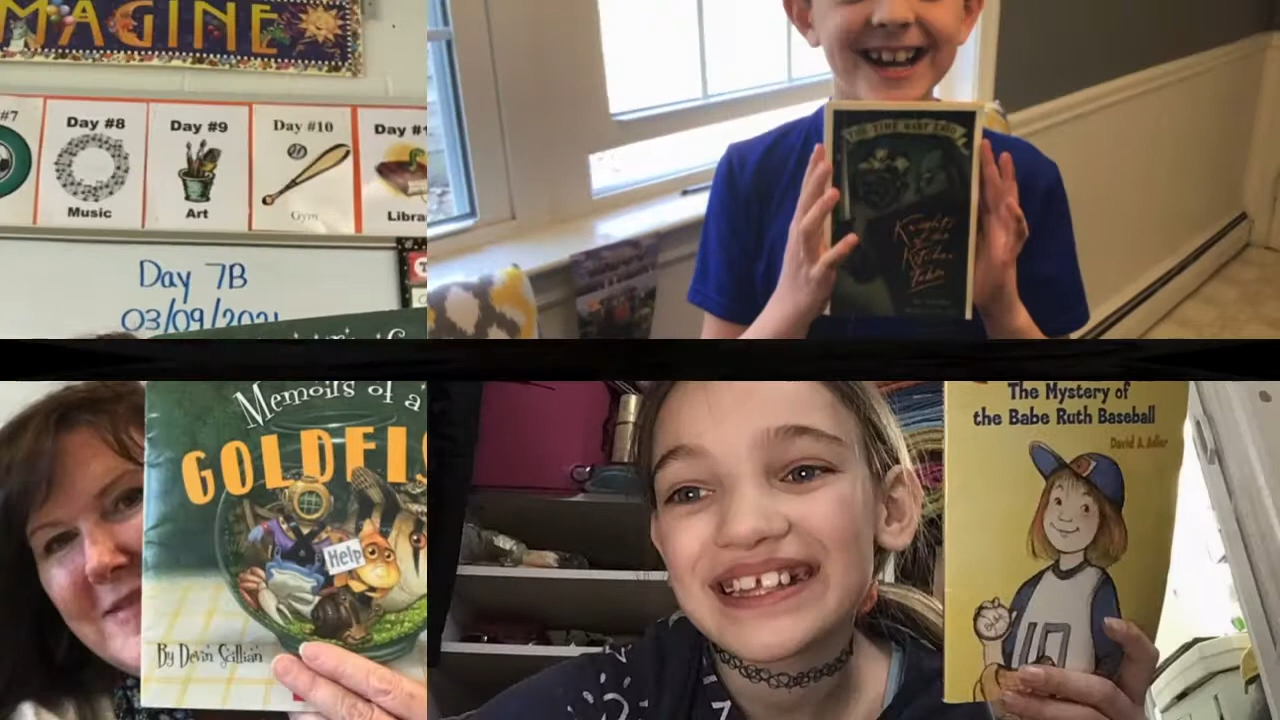 MAGINE
#7
Day #8
Day #9
Day #10
Day #1
Music
Art
Gym
Libra
Day 7B
03/09/2021
THE TIME WARP TRIO
Knights
of the
Kitchen
Table
Memoirs of a
GOLDFIS
Help
By Devin Scillian
The Mystery of
the Babe Ruth Baseball
David A. Adler
10